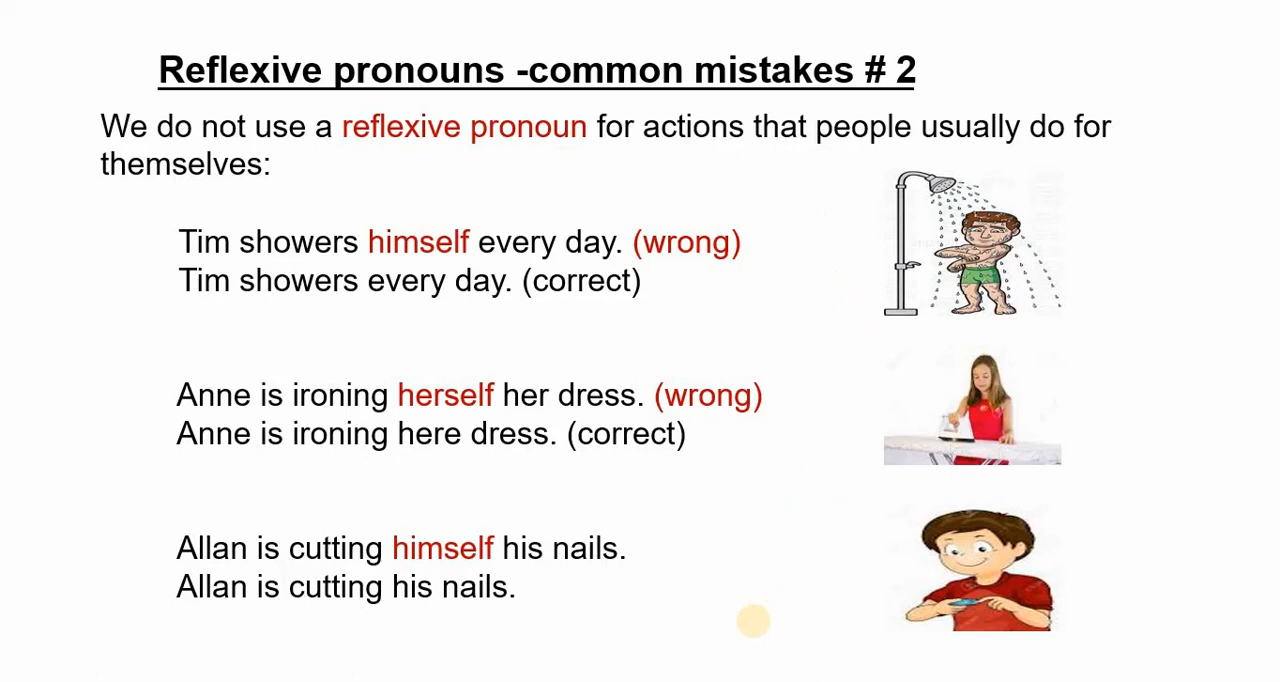 Reflexive pronouns -common mistakes # 2
We do not use a reflexive pronoun for actions that people usually do for
themselves:
Tim showers himself every day. (wrong)
Tim showers every day. (correct)
Anne is ironing herself her dress. (wrong)
Anne is ironing here dress. (correct)
Allan is cutting himself his nails.
Allan is cutting his nails.